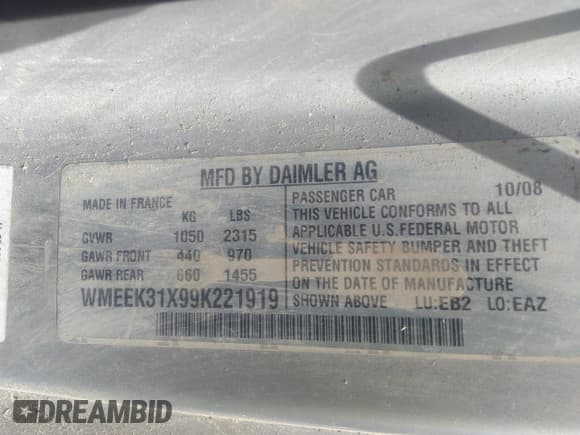 MFD BY DAIMLER AG
MADE IN FRANCE
KG LBS
GVWR 1050 2315
GAWR FRONT 440 970
GAWR REAR 660 1455
WMEEK31X99K221919
PASSENGER CAR 10/08
THIS VEHICLE CONFORMS TO ALL
APPLICABLE U.S. FEDERAL MOTOR
VEHICLE SAFETY BUMPER AND THEFT
PREVENTION STANDARDS IN EFFECT
ON THE DATE OF MANUFACTURE
SHOWN ABOVE LU:EB2 LO:EAZ
DREAMBID